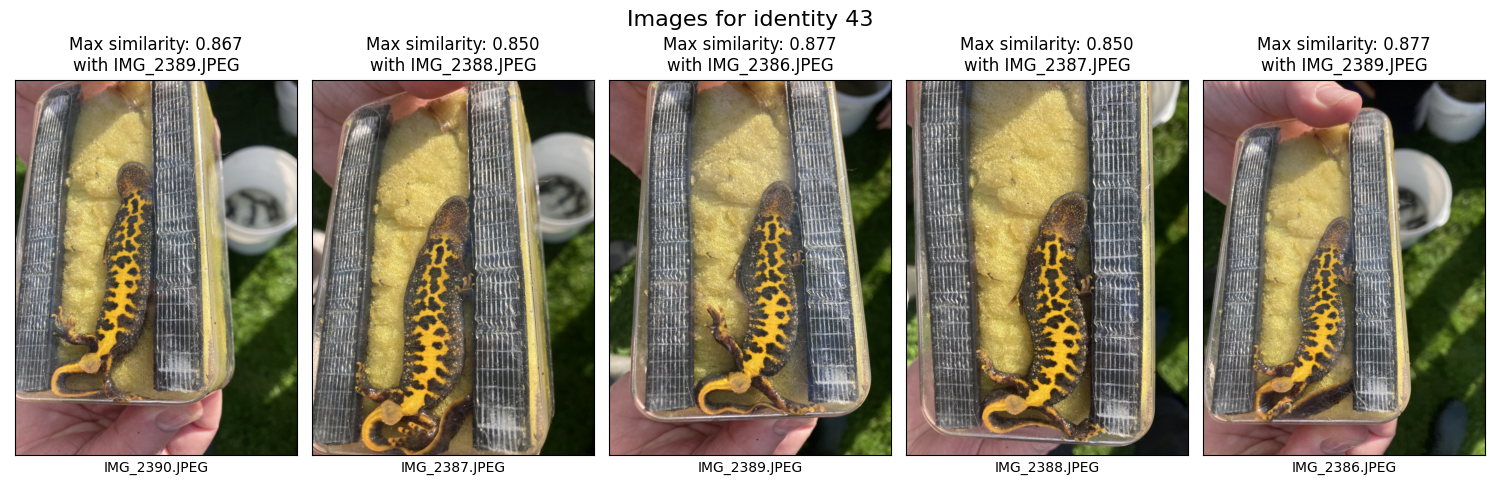 Images for identity 43
Max similarity: 0.867
with IMG_2389.JPEG
Max similarity: 0.850
with IMG_2388.JPEG
Max similarity: 0.877
with IMG_2386.JPEG
Max similarity: 0.850
with IMG_2387.JPEG
Max similarity: 0.877
with IMG_2389.JPEG
IMG_2390.JPEG
IMG_2387.JPEG
IMG_2389.JPEG
IMG_2388.JPEG
IMG_2386.JPEG